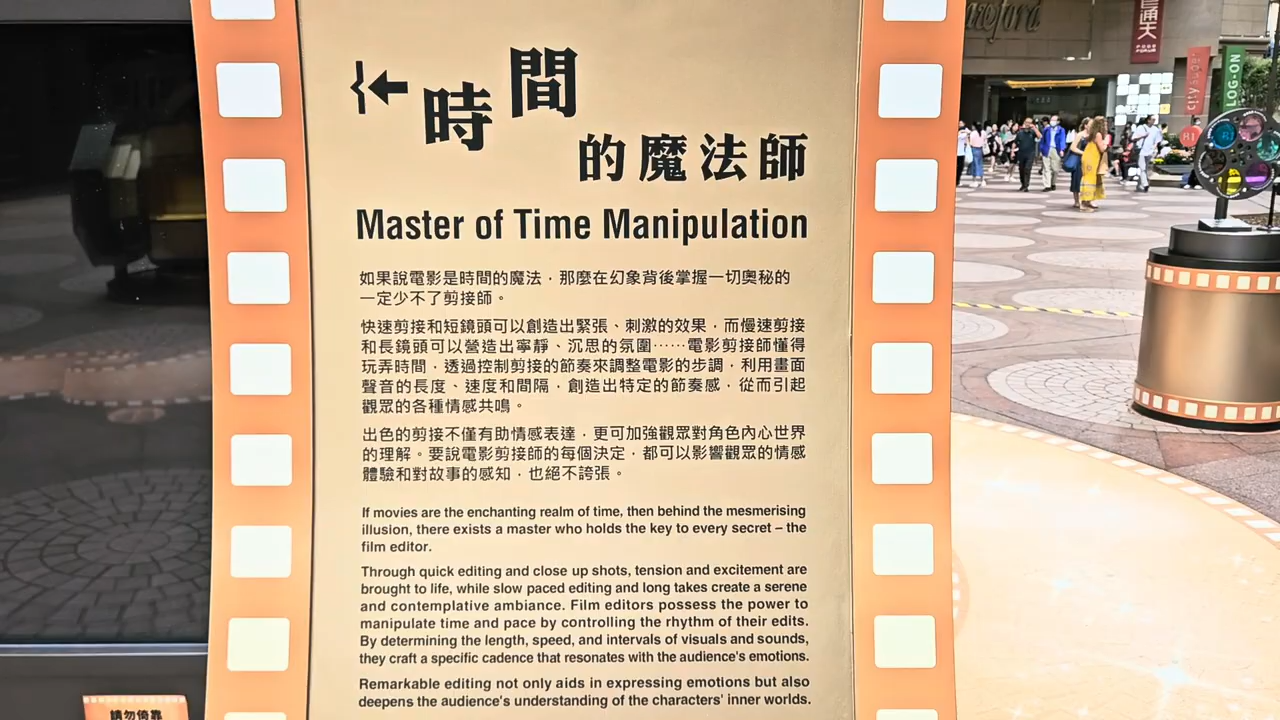 時間
的魔法師
Master of Time Manipulation
如果說電影是時間的魔法，那麼在幻象背後掌握一切奧秘的
一定少不了剪接師。
快速剪接和短鏡頭可以創造出緊張、刺激的效果，而慢速剪接
和長鏡頭可以營造出寧靜、沉思的氛圍⋯⋯電影剪接師懂得
玩弄時間，透過控制剪接的節奏來調整電影的步調，利用畫面
聲音的長度、速度和間隔，創造出特定的節奏感，從而引起
觀眾的各種情感共鳴。
出色的剪接不僅有助情感表達，更可加強觀眾對角色內心世界
的理解。要說電影剪接師的每個決定，都可以影響觀眾的情感
體驗和對故事的感知，也絕不誇張。
If movies are the enchanting realm of time, then behind the mesmerising
illusion, there exists a master who holds the key to every secret – the
film editor.
Through quick editing and close up shots, tension and excitement are
brought to life, while slow paced editing and long takes create a serene
and contemplative ambiance. Film editors possess the power to
manipulate time and pace by controlling the rhythm of their edits.
By determining the length, speed, and intervals of visuals and sounds,
they craft a specific cadence that resonates with the audience's emotions.
Remarkable editing not only aids in expressing emotions but also
deepens the audience's understanding of the characters' inner worlds.
請勿倚靠
通天
FOOD
FORUM
city'super
LOG-ON